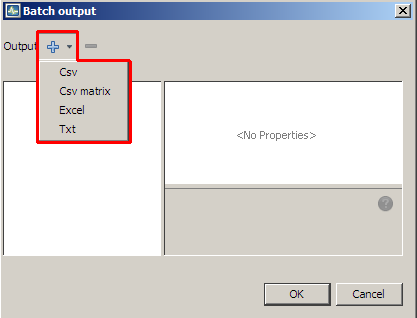 Batch output
Output
Csv
Csv matrix
Excel
Txt
<No Properties>
?
OK
Cancel